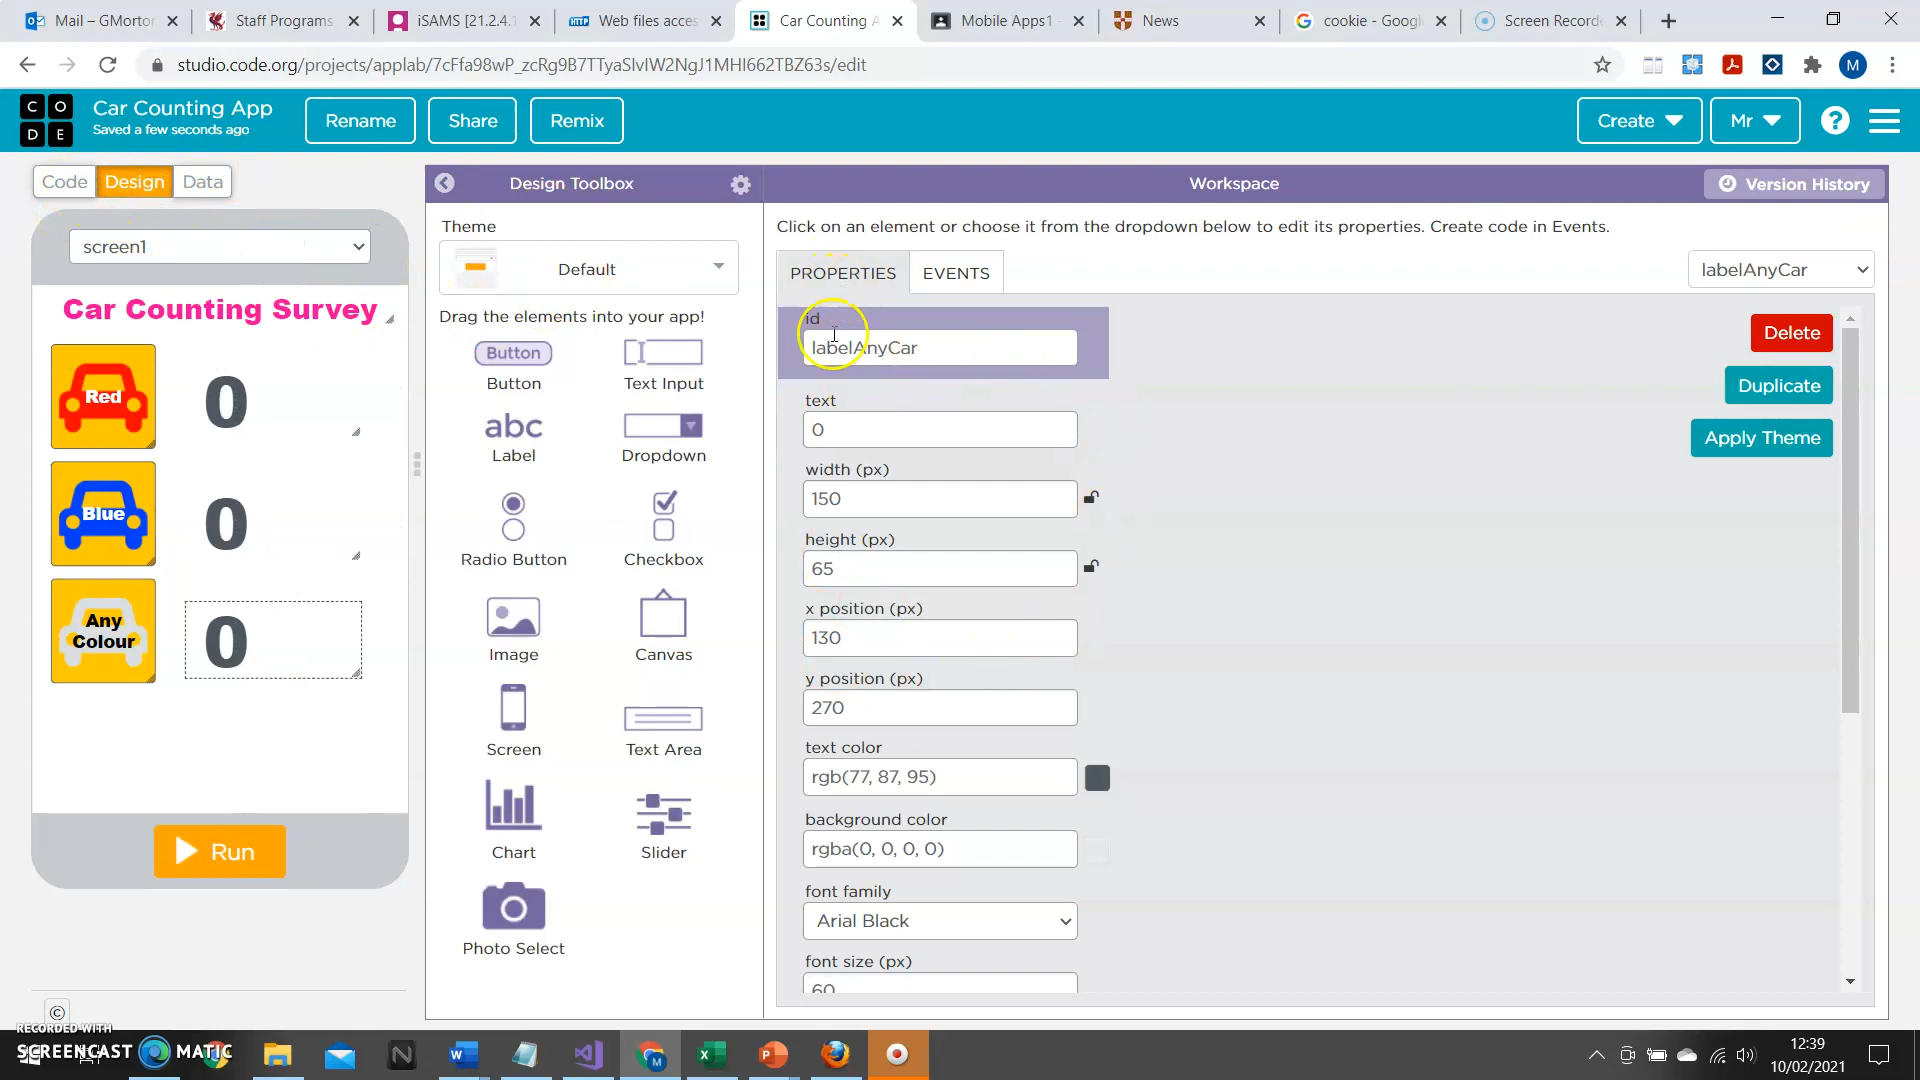 Mail – GMorton
Staff Programs
iSAMS [21.2.4.1
Web files acces
Car Counting A
Mobile Apps1
News
cookie - Google
Screen Recorde
studio.code.org/projects/applab/7cFfa98wP_zcRg9B7TTyaSlvIW2NgJ1MHI662TBZ63s/edit
M
C O
D E
Car Counting App
Saved a few seconds ago
Rename
Share
Remix
Create
Mr
?
Code
Design
Data
Design Toolbox
Workspace
Version History
screen1
Car Counting Survey
Red
0
Blue
0
Any
Colour
0
Run
Theme
Default
Drag the elements into your app!
Button
Button
Text Input
abc
Label
Dropdown
Radio Button
Checkbox
Image
Canvas
Screen
Text Area
Chart
Slider
Photo Select
Click on an element or choose it from the dropdown below to edit its properties. Create code in Events.
PROPERTIES
EVENTS
labelAnyCar
id
labelAnyCar
text
0
width (px)
150
height (px)
65
x position (px)
130
y position (px)
270
text color
rgb(77, 87, 95)
background color
rgba(0, 0, 0, 0)
font family
Arial Black
font size (px)
60
Delete
Duplicate
Apply Theme
©
RECORDED WITH
SCREENCAST MATIC
12:39
10/02/2021